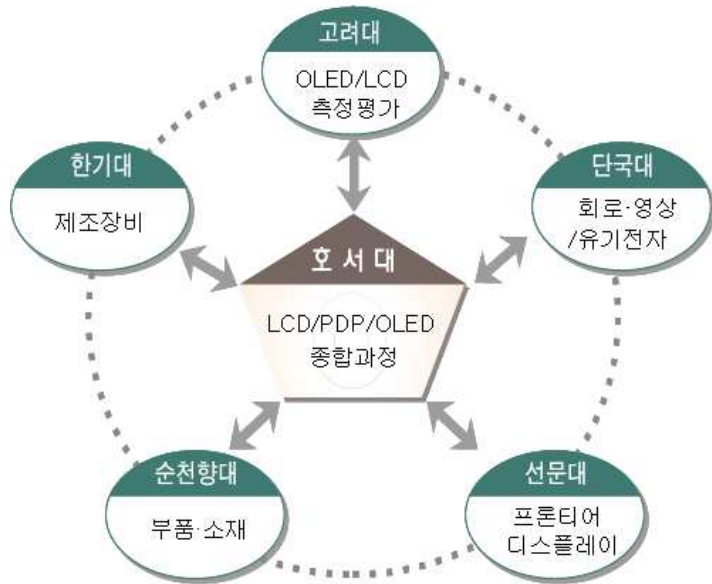 고려대
OLED/LCD
측정평가
한기대
제조장비
단국대
회로·영상
/유기전자
호서대
LCD/PDP/OLED
종합과정
순천향대
부품·소재
선문대
프론티어
디스플레이